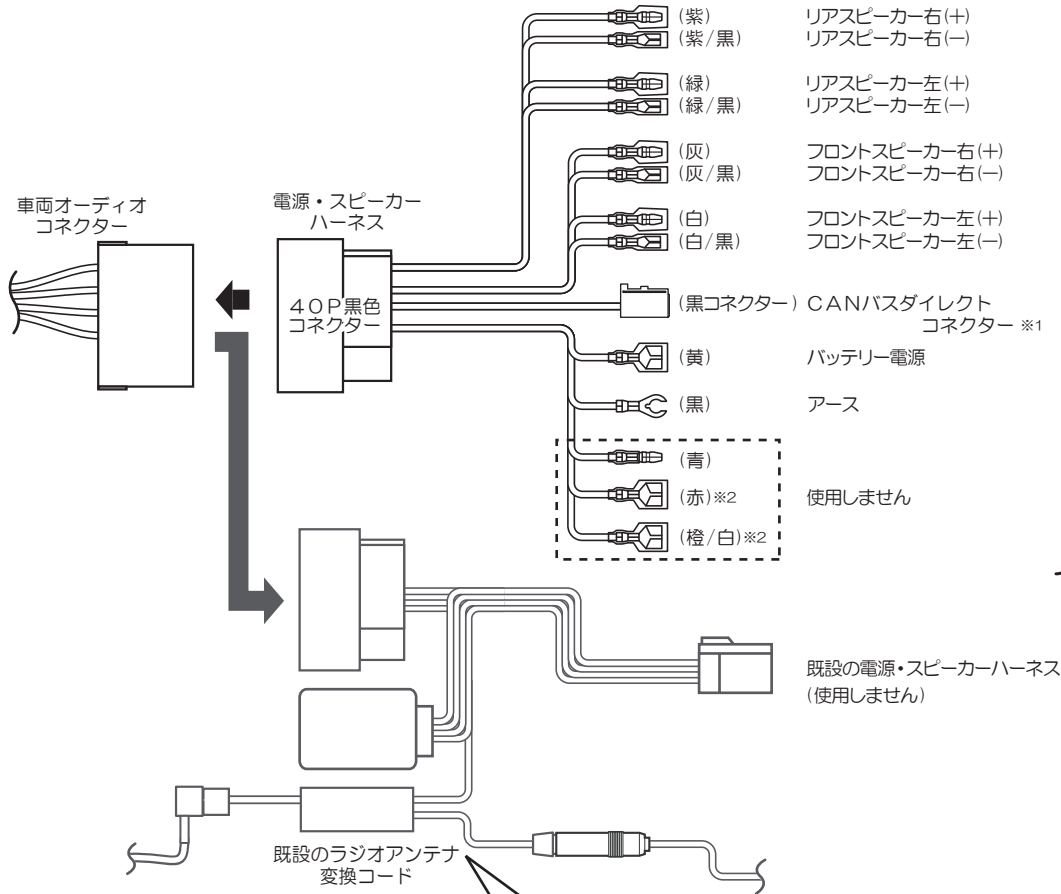 (紫) リアスピーカー右(+)
(紫/黒) リアスピーカー右(−)
(緑) リアスピーカー左(+)
(緑/黒) リアスピーカー左(−)
(灰) フロントスピーカー右(+)
(灰/黒) フロントスピーカー右(−)
(白) フロントスピーカー左(+)
(白/黒) フロントスピーカー左(−)
車両オーディオ
コネクター
電源・スピーカー
ハーネス
40P黒色
コネクター
(黒コネクター) CANバスダイレクト
コネクター ※1
(黄) バッテリー電源
(黒) アース
(青)
(赤)※2 使用しません
(橙/白)※2
既設の電源・スピーカーハーネス
(使用しません)
既設のラジオアンテナ
変換コード